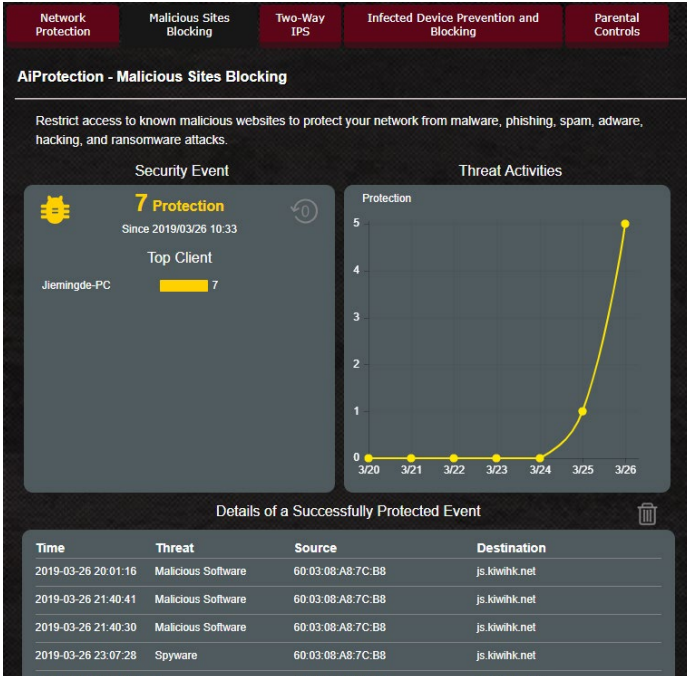 Network Protection
Malicious Sites Blocking
Two-Way IPS
Infected Device Prevention and Blocking
Parental Controls
AiProtection - Malicious Sites Blocking
Restrict access to known malicious websites to protect your network from malware, phishing, spam, adware,
hacking, and ransomware attacks.
Security Event
7 Protection
Since 2019/03/26 10:33
0
Top Client
Jiemingde-PC 7
Threat Activities
Protection
5
4
3
2
1
0
3/20 3/21 3/22 3/23 3/24 3/25 3/26
Details of a Successfully Protected Event
Time Threat Source Destination
2019-03-26 20:01:16 Malicious Software 60:03:08:A8:7C:B8 js.kiwihk.net
2019-03-26 21:40:41 Malicious Software 60:03:08:A8:7C:B8 js.kiwihk.net
2019-03-26 21:40:30 Malicious Software 60:03:08:A8:7C:B8 js.kiwihk.net
2019-03-26 23:07:28 Spyware 60:03:08:A8:7C:B8 js.kiwihk.net